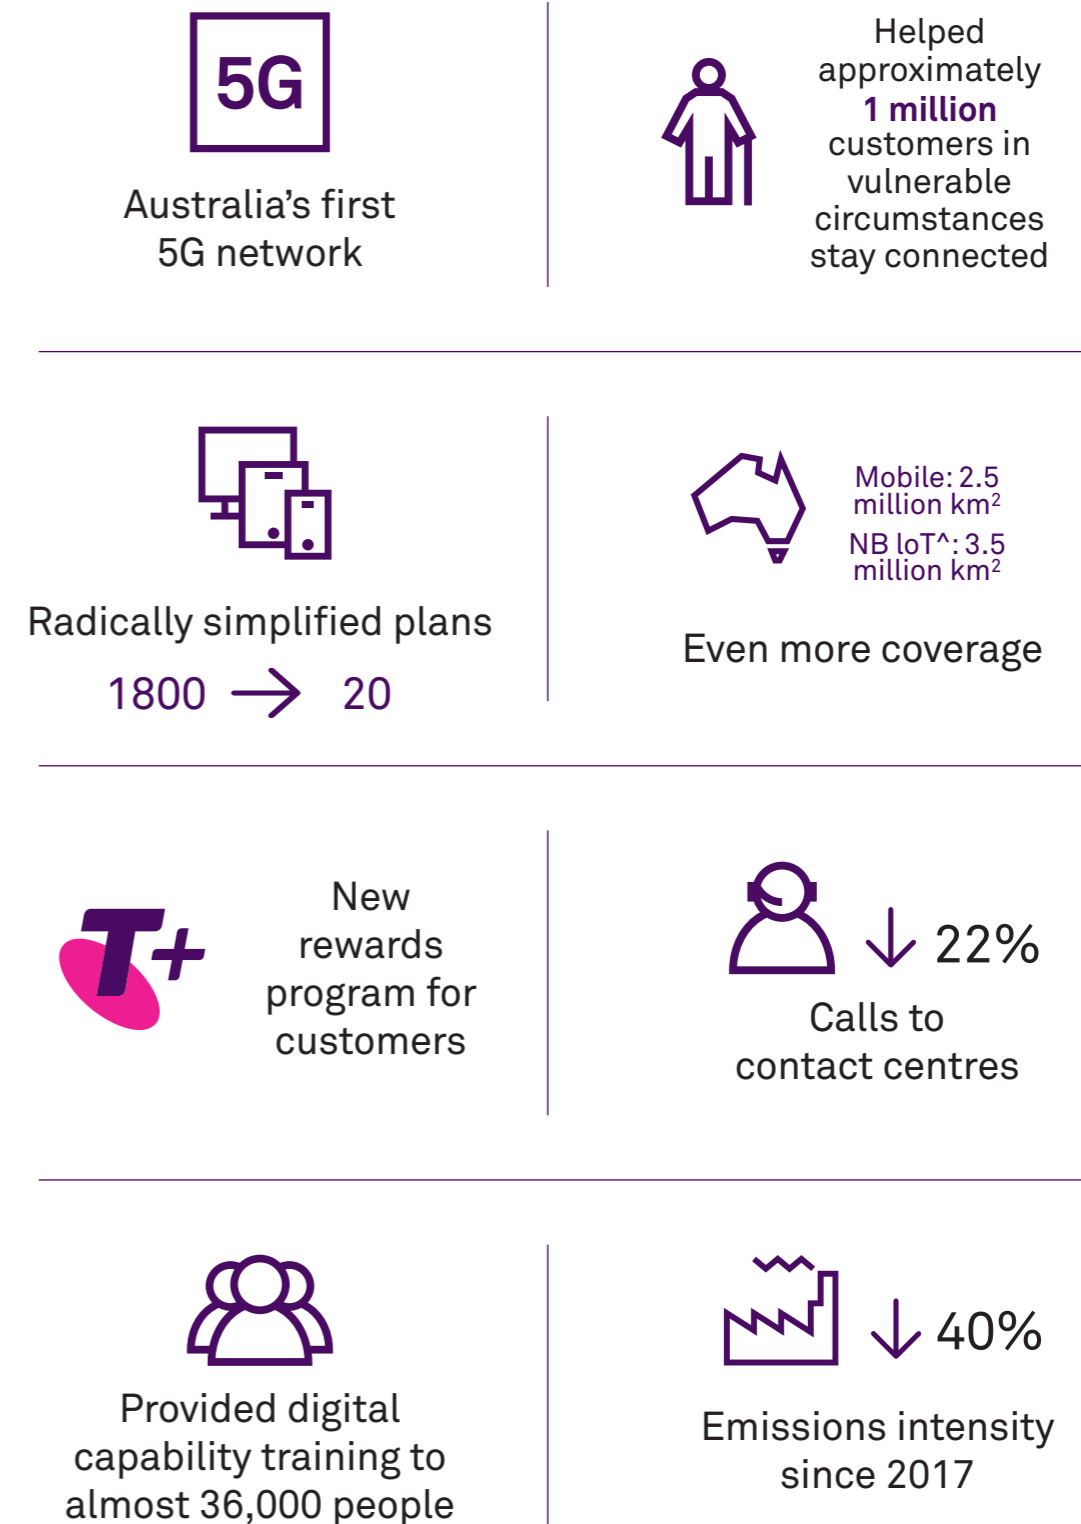 5G
Australia’s first
5G network
Helped
approximately
1 million
customers in
vulnerable
circumstances
stay connected
Radically simplified plans
1800 → 20
Mobile: 2.5
million km²
NB loT^: 3.5
million km²
Even more coverage
T+
New
rewards
program for
customers
↓ 22%
Calls to
contact centres
Provided digital
capability training to
almost 36,000 people
↓ 40%
Emissions intensity
since 2017